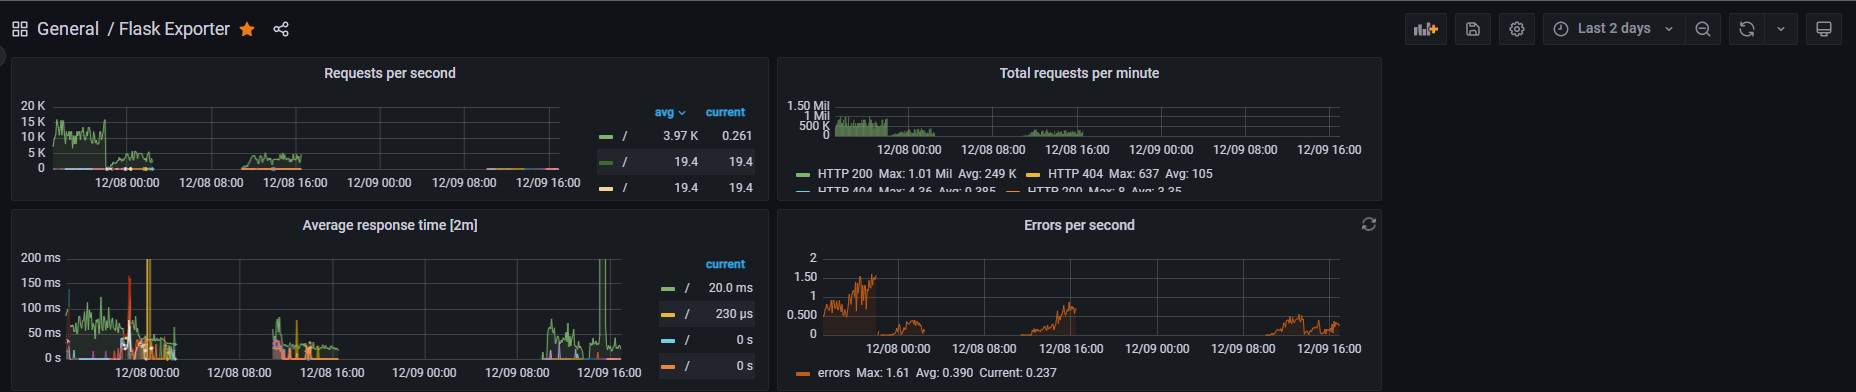 General / Flask Exporter
Last 2 days
Requests per second
20 K
15 K
10 K
5 K
0
12/08 00:00 12/08 08:00 12/08 16:00 12/09 00:00 12/09 08:00 12/09 16:00
avg current
/ 3.97 K 0.261
/ 19.4 19.4
/ 19.4 19.4
Total requests per minute
1.50 Mil
1 Mil
500 K
0
12/08 00:00 12/08 08:00 12/08 16:00 12/09 00:00 12/09 08:00 12/09 16:00
HTTP 200 Max: 1.01 Mil Avg: 249 K HTTP 404 Max: 637 Avg: 105
HTTP 404 Max: 4.36 Avg: 0.385 HTTP 200 Max: 8 Avg: 3.35
Average response time [2m]
200 ms
150 ms
100 ms
50 ms
0 s
12/08 00:00 12/08 08:00 12/08 16:00 12/09 00:00 12/09 08:00 12/09 16:00
current
/ 20.0 ms
/ 230 µs
/ 0 s
/ 0 s
Errors per second
2
1.50
1
0.500
0
12/08 00:00 12/08 08:00 12/08 16:00 12/09 00:00 12/09 08:00 12/09 16:00
errors Max: 1.61 Avg: 0.390 Current: 0.237